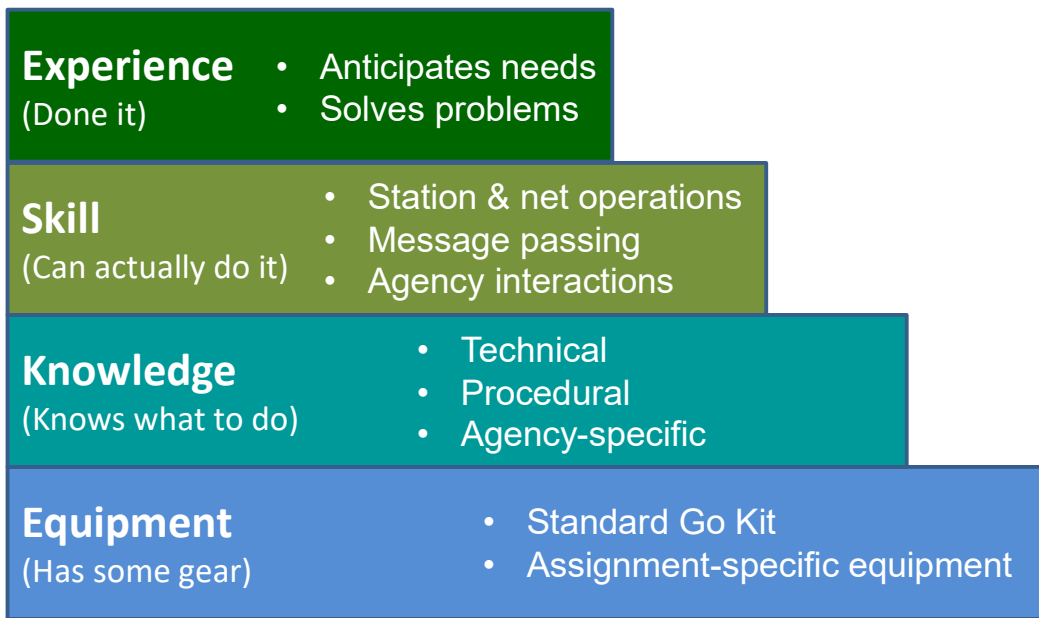 Experience
(Done it)
• Anticipates needs
• Solves problems
Skill
(Can actually do it)
• Station & net operations
• Message passing
• Agency interactions
Knowledge
(Knows what to do)
• Technical
• Procedural
• Agency-specific
Equipment
(Has some gear)
• Standard Go Kit
• Assignment-specific equipment